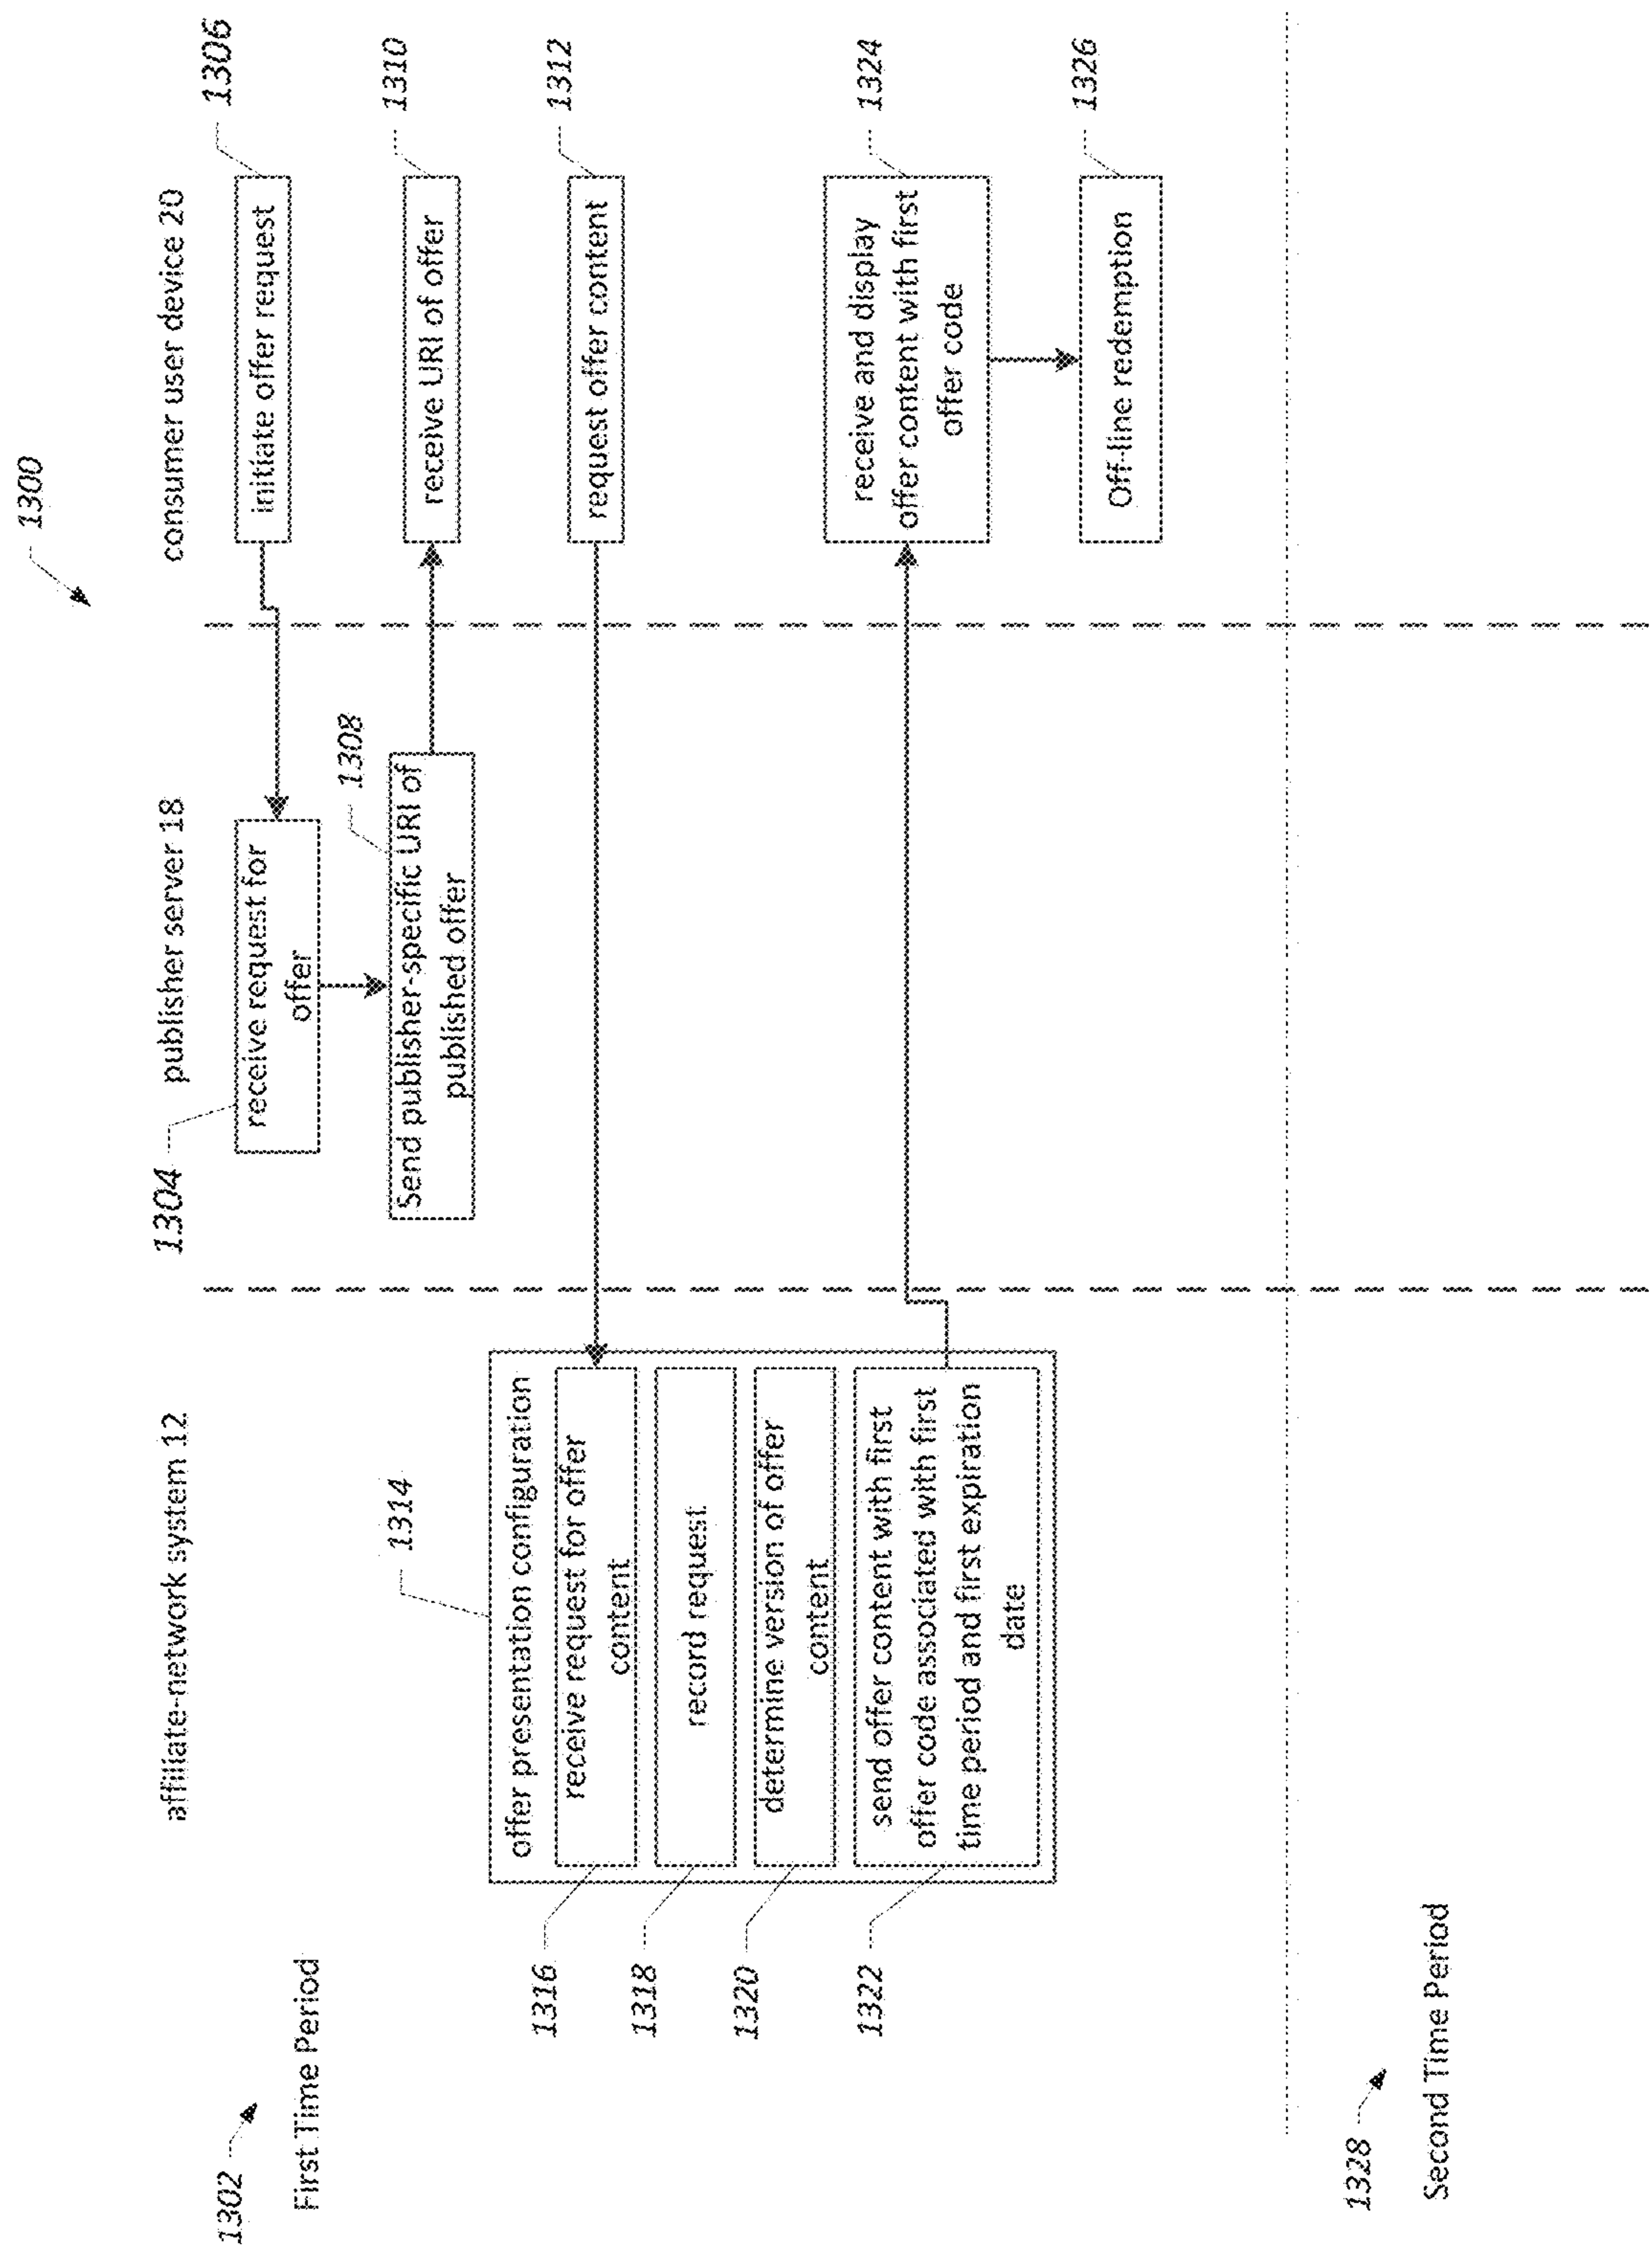 1300
affiliate-network system 12
publisher server 18
consumer user device 20
1302
First Time Period
1304
receive request for
offer
1306
initiate offer request
1308
Send publisher-specific URI of
published offer
1310
receive URI of offer
1312
request offer content
1314
offer presentation configuration
1316
receive request for offer
content
1318
record request
1320
determine version of offer
content
1322
send offer content with first
offer code associated with first
time period and first expiration
date
1324
receive and display
offer content with first
offer code
1326
Off-line redemption
1328
Second Time Period